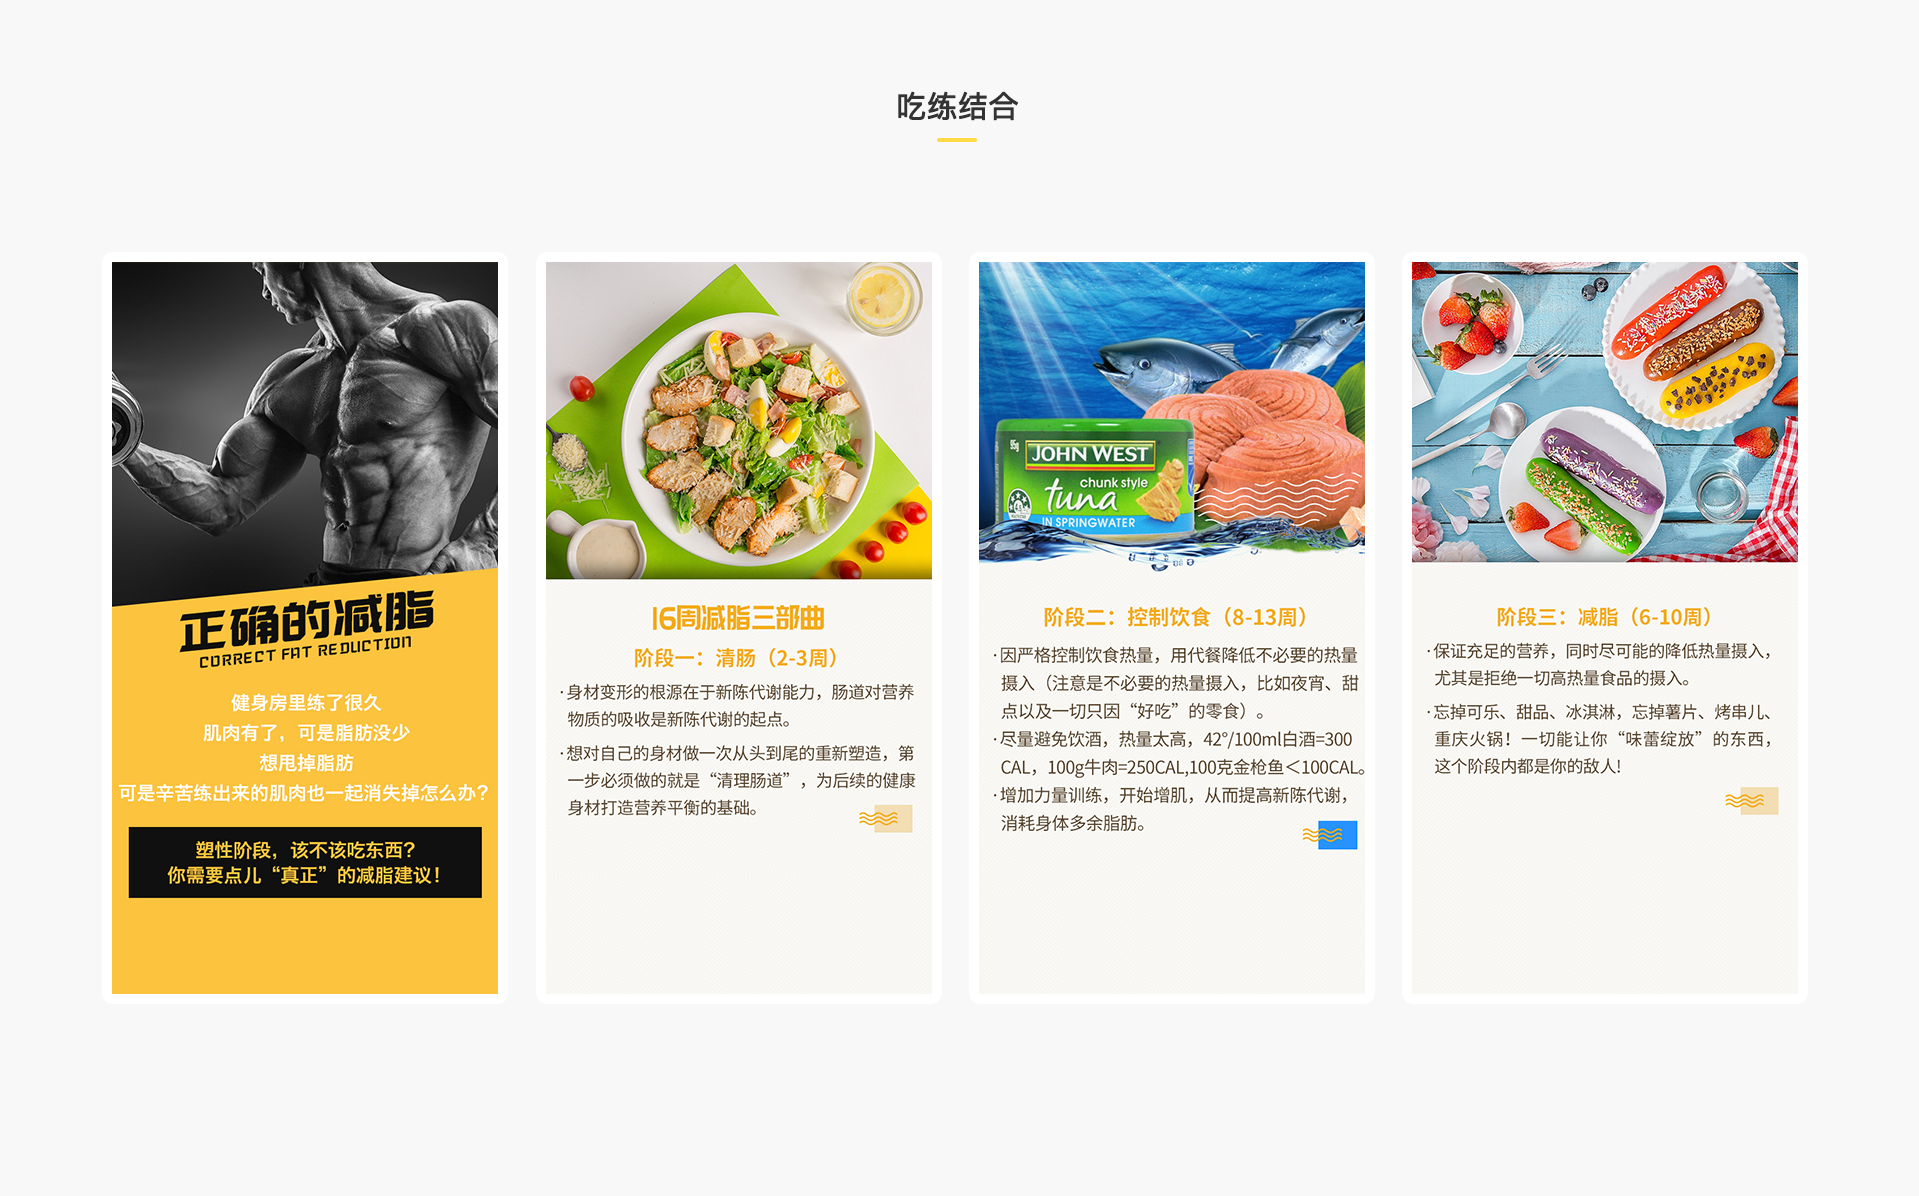 吃练结合
正确的减脂
CORRECT FAT REDUCTION
健身房里练了很久
肌肉有了，可是脂肪没少
想甩掉脂肪
可是辛苦练出来的肌肉也一起消失掉怎么办？
塑性阶段，该不该吃东西？
你需要点儿“真正”的减脂建议！
16周减脂三部曲
阶段一：清肠（2-3周）
·身材变形的根源在于新陈代谢能力，肠道对营养
物质的吸收是新陈代谢的起点。
·想对自己的身材做一次从头到尾的重新塑造，第
一步必须做的就是“清理肠道”，为后续的健康
身材打造营养平衡的基础。
95g
JOHN WEST
chunk style
tuna
IN SPRINGWATER
阶段二：控制饮食（8-13周）
·因严格控制饮食热量，用代餐降低不必要的热量
摄入（注意是不必要的热量摄入，比如夜宵、甜
点以及一切只因“好吃”的零食）。
·尽量避免饮酒，热量太高，42°/100ml白酒=300
CAL，100g牛肉=250CAL,100克金枪鱼＜100CAL。
·增加力量训练，开始增肌，从而提高新陈代谢，
消耗身体多余脂肪。
阶段三：减脂（6-10周）
·保证充足的营养，同时尽可能的降低热量摄入，
尤其是拒绝一切高热量食品的摄入。
·忘掉可乐、甜品、冰淇淋，忘掉薯片、烤串儿、
重庆火锅！一切能让你“味蕾绽放”的东西，
这个阶段内都是你的敌人!